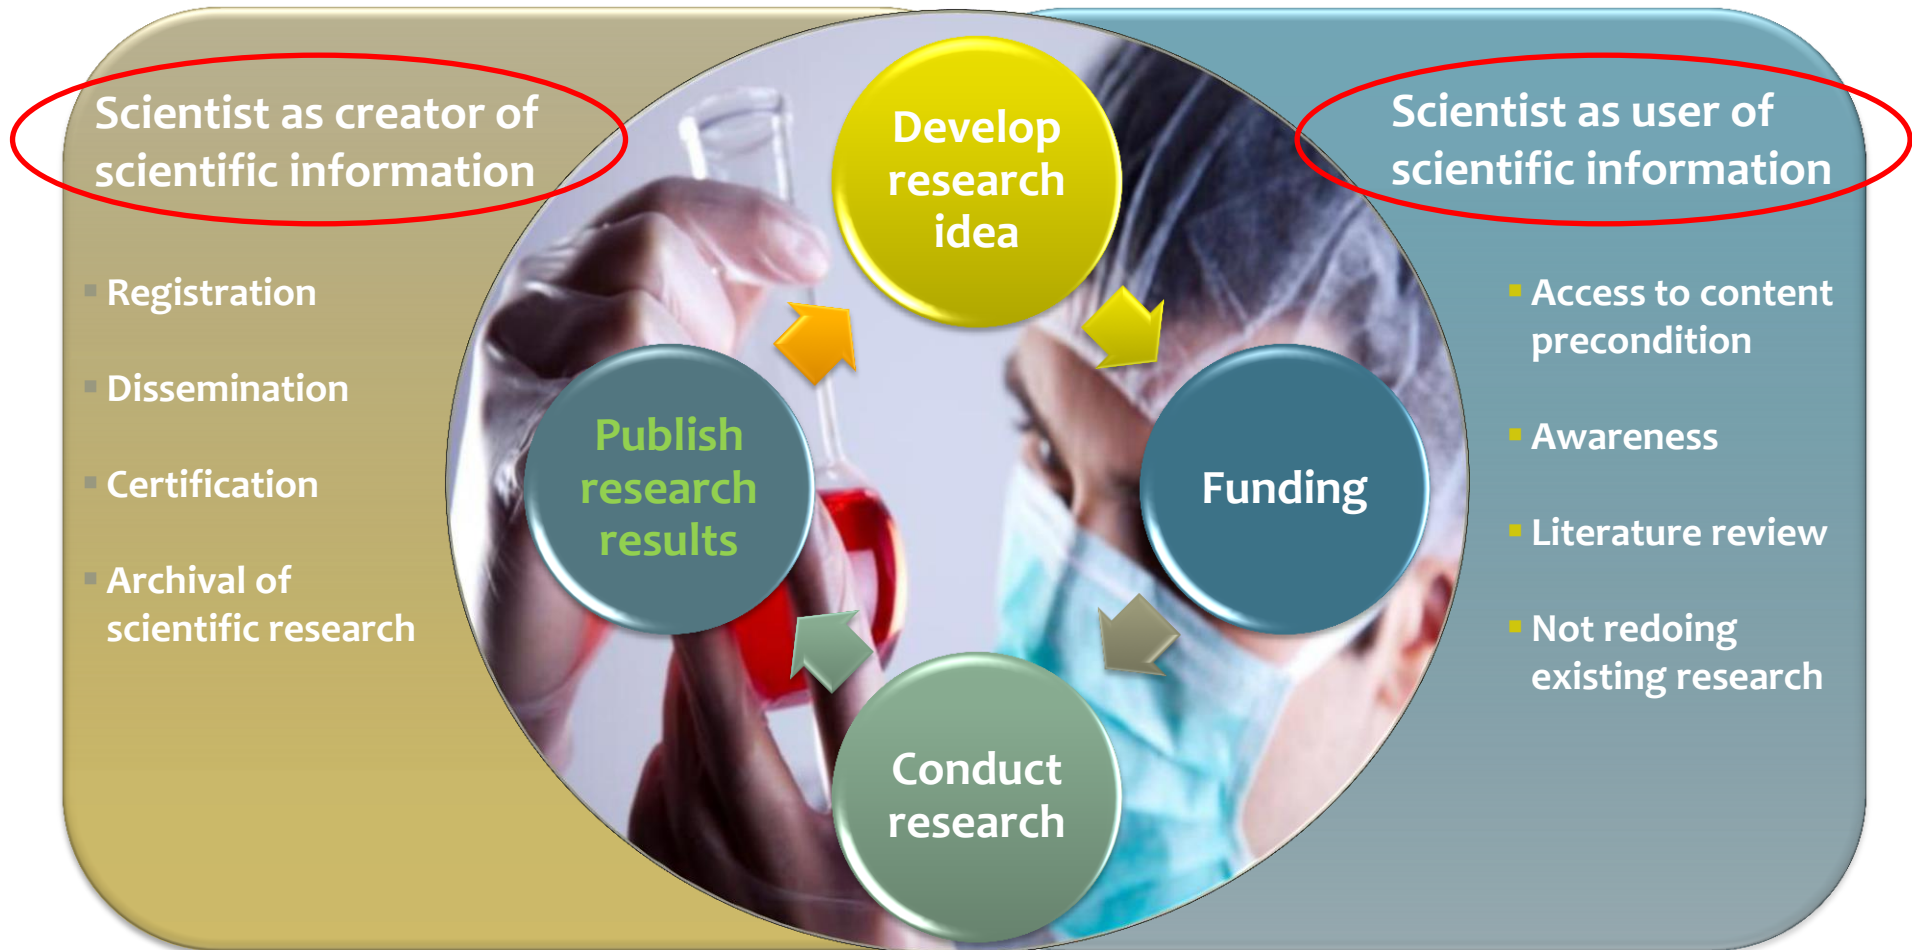 Scientist as creator of
scientific information
Registration
Dissemination
Certification
Archival of
scientific research
Develop
research
idea
Funding
Conduct
research
Publish
research
results
Scientist as user of
scientific information
Access to content
precondition
Awareness
Literature review
Not redoing
existing research